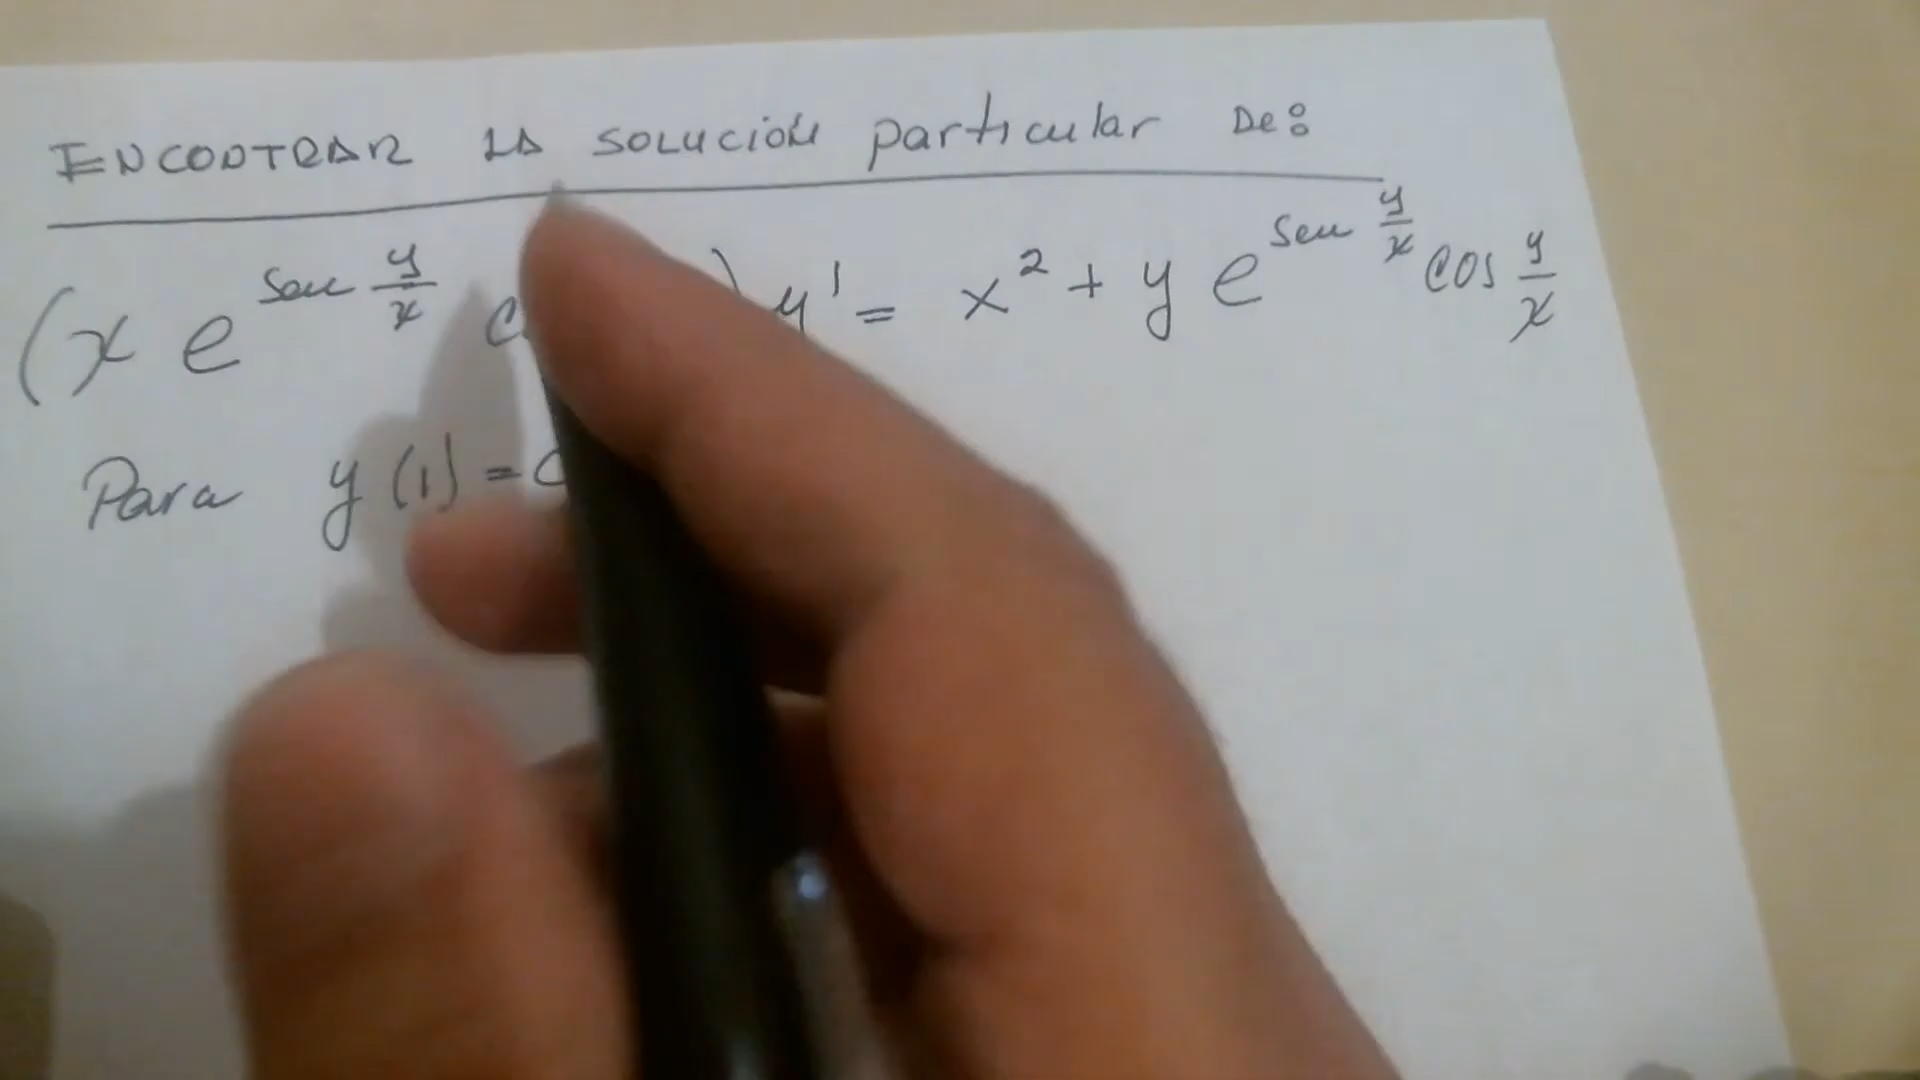 ENCONTRAR LA SOLUCIÓN particular De:
(x e^{sen y/x} ) y' = x² + y e^{sen y/x} cos y/x
Para y(1) =